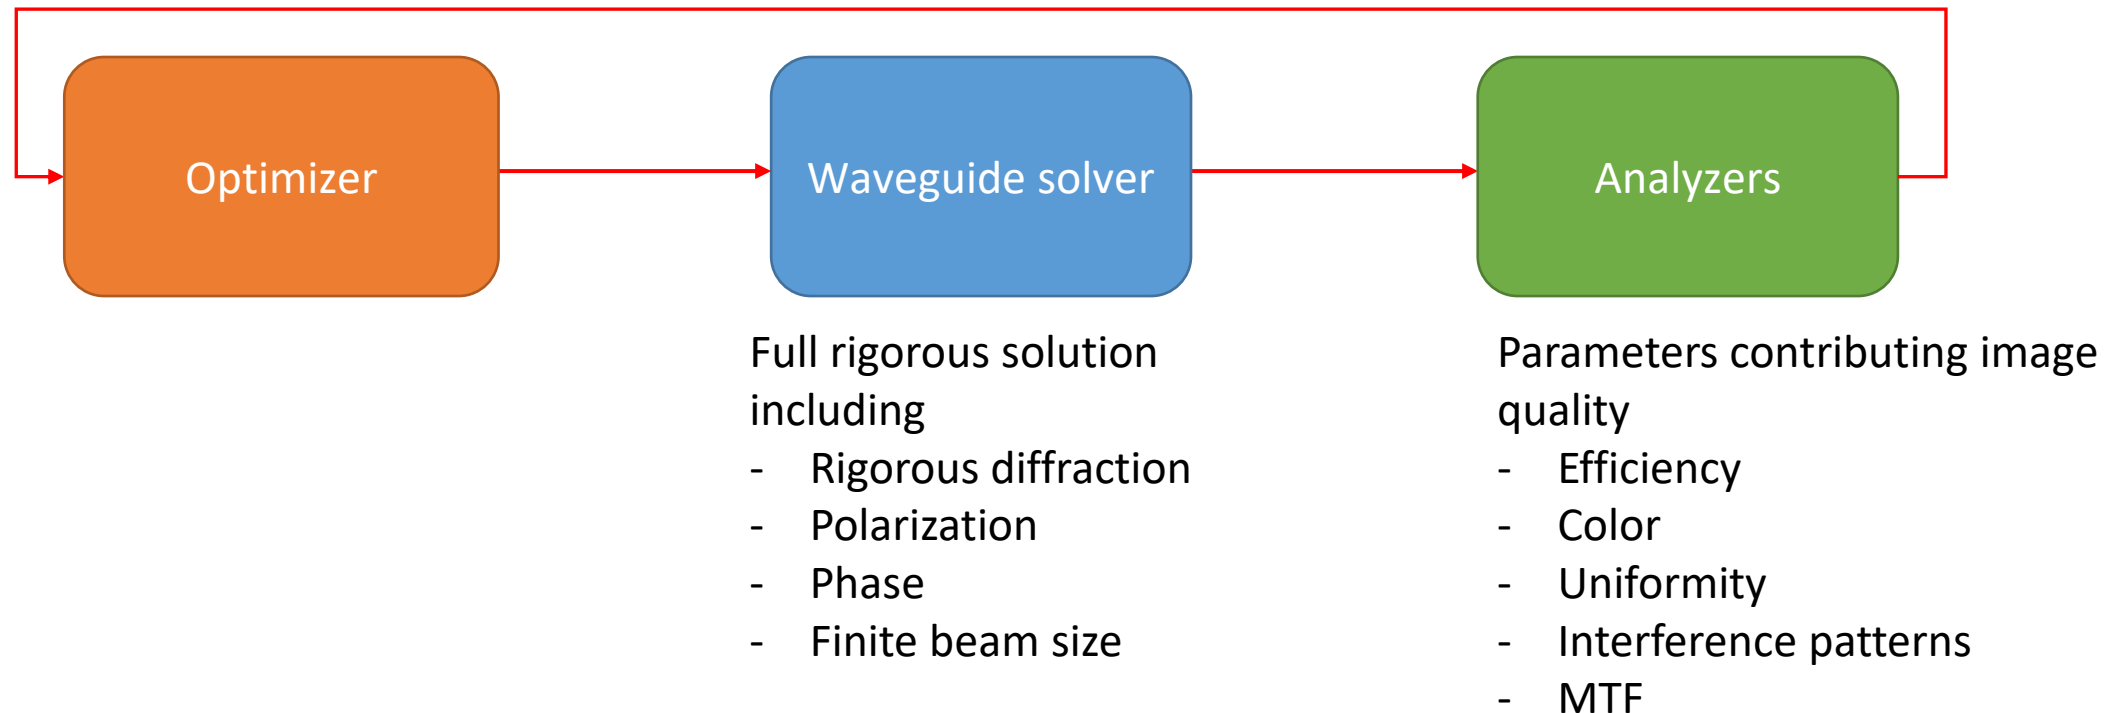 Optimizer
Waveguide solver
Analyzers
Full rigorous solution
including
- Rigorous diffraction
- Polarization
- Phase
- Finite beam size
Parameters contributing image
quality
- Efficiency
- Color
- Uniformity
- Interference patterns
- MTF